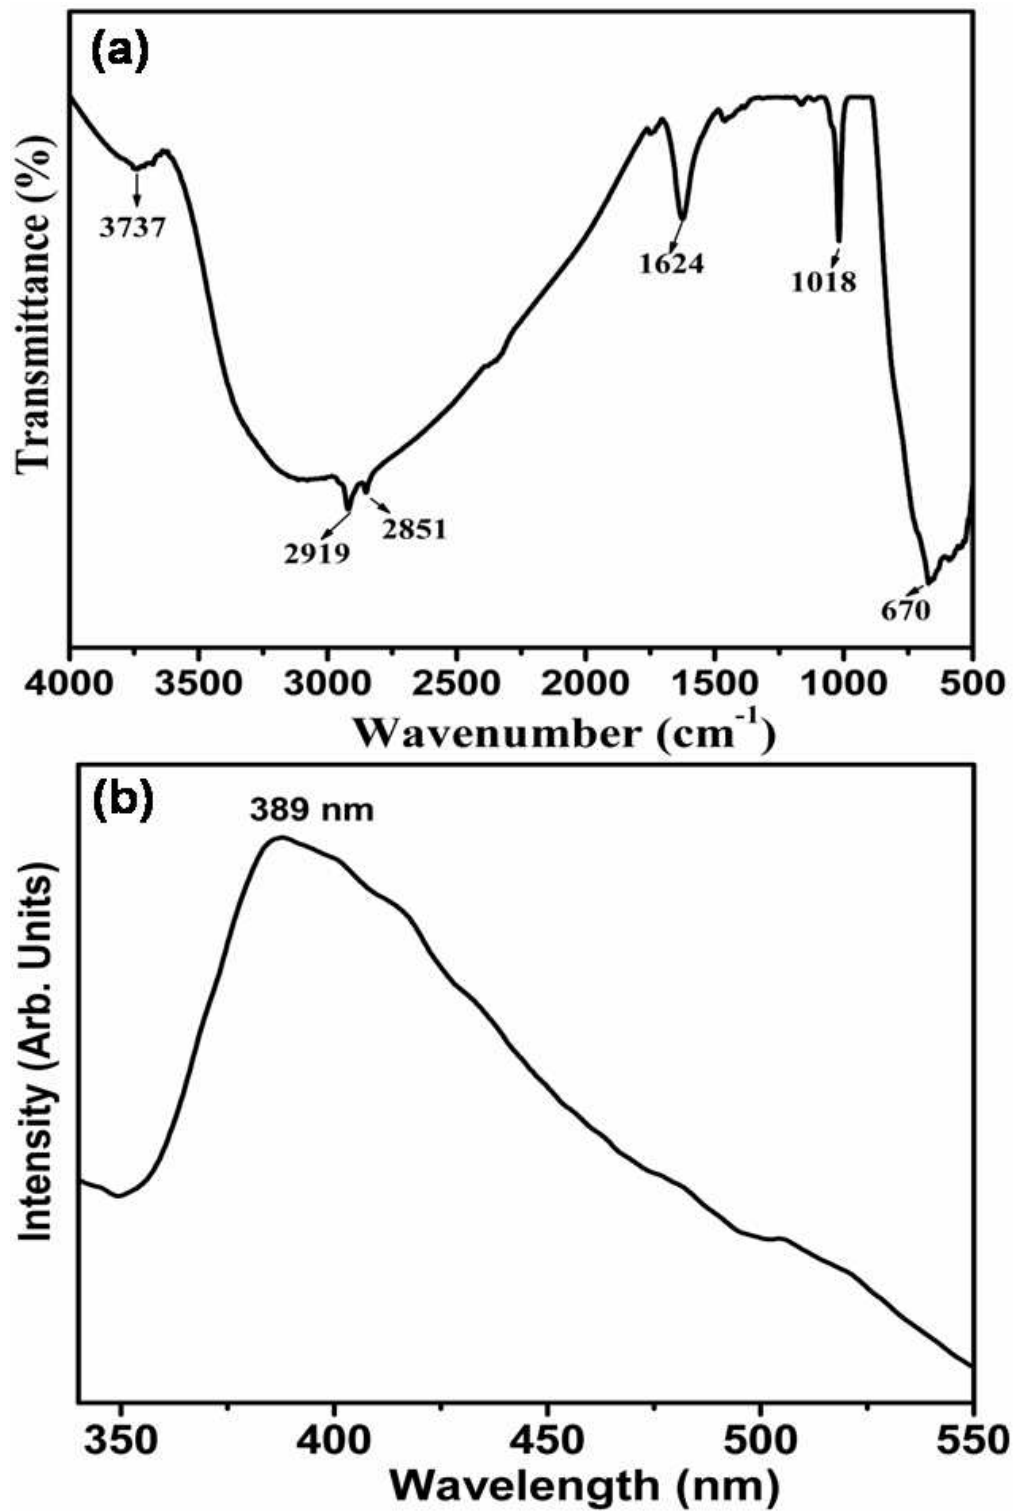 (a)
Transmittance (%)
3737
2919
2851
1624
1018
670
4000 3500 3000 2500 2000 1500 1000 500
Wavenumber (cm⁻¹)
(b)
389 nm
Intensity (Arb. Units)
350 400 450 500 550
Wavelength (nm)